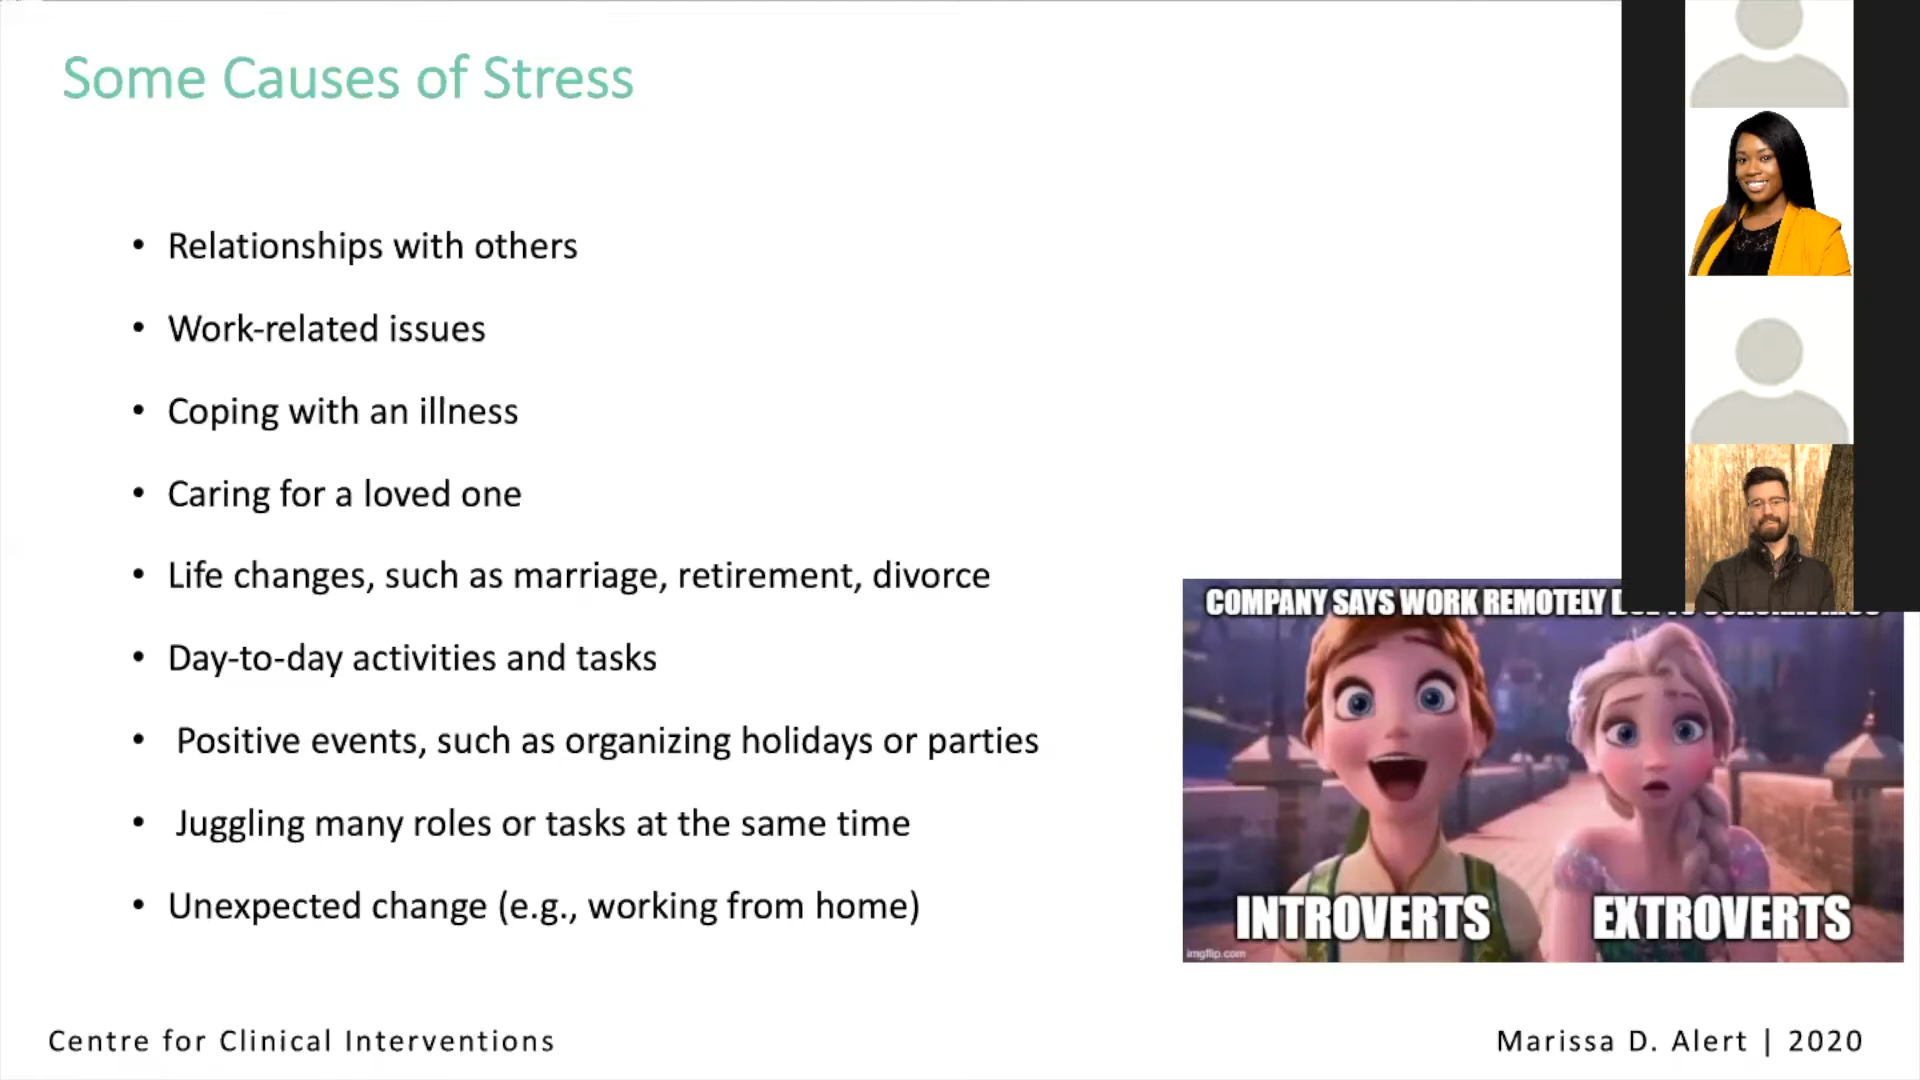 Some Causes of Stress
• Relationships with others
• Work-related issues
• Coping with an illness
• Caring for a loved one
• Life changes, such as marriage, retirement, divorce
• Day-to-day activities and tasks
• Positive events, such as organizing holidays or parties
• Juggling many roles or tasks at the same time
• Unexpected change (e.g., working from home)
COMPANY SAYS WORK REMOTELY
INTROVERTS EXTROVERTS
imgflip.com
Centre for Clinical Interventions
Marissa D. Alert | 2020